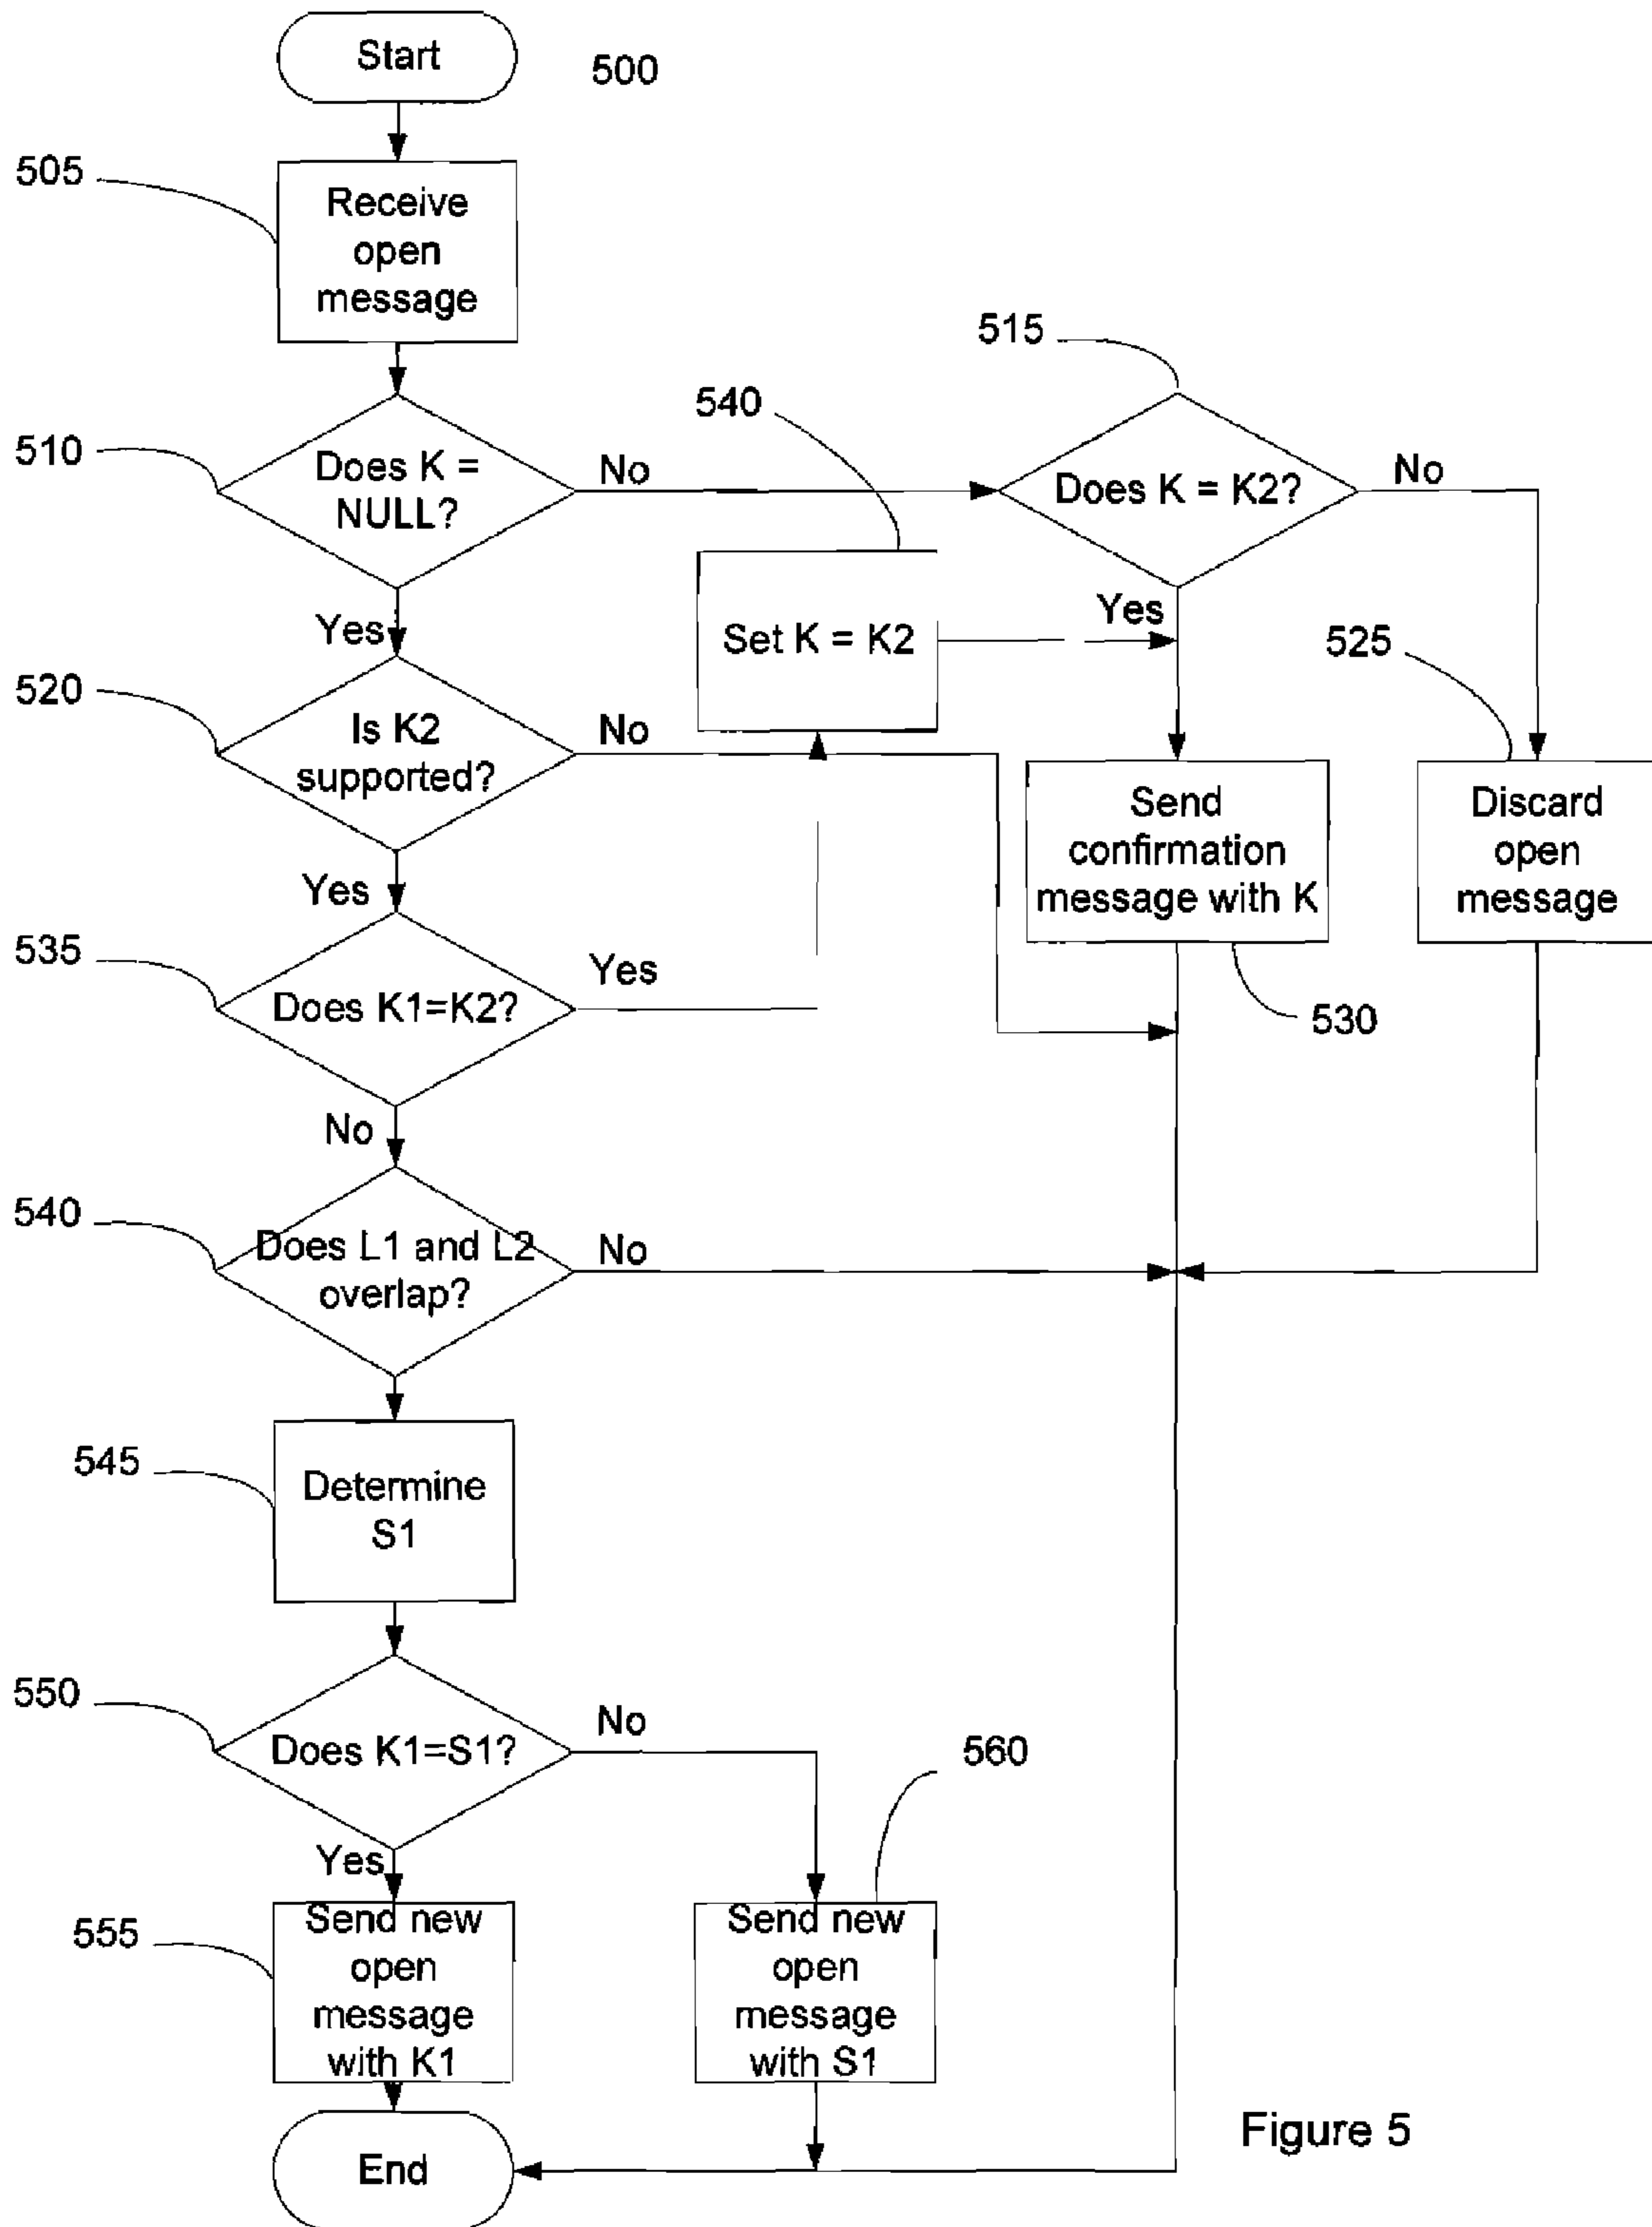 Start
500
505
Receive
open
message
515
540
510
Does K =
NULL?
No
Does K = K2?
No
Yes
Set K = K2
Yes
525
520
Is K2
supported?
No
Send
confirmation
message with K
Discard
open
message
Yes
535
Does K1=K2?
Yes
530
No
540
Does L1 and L2
overlap?
No
545
Determine
S1
550
Does K1=S1?
No
560
Yes
555
Send new
open
message
with K1
Send new
open
message
with S1
End
Figure 5